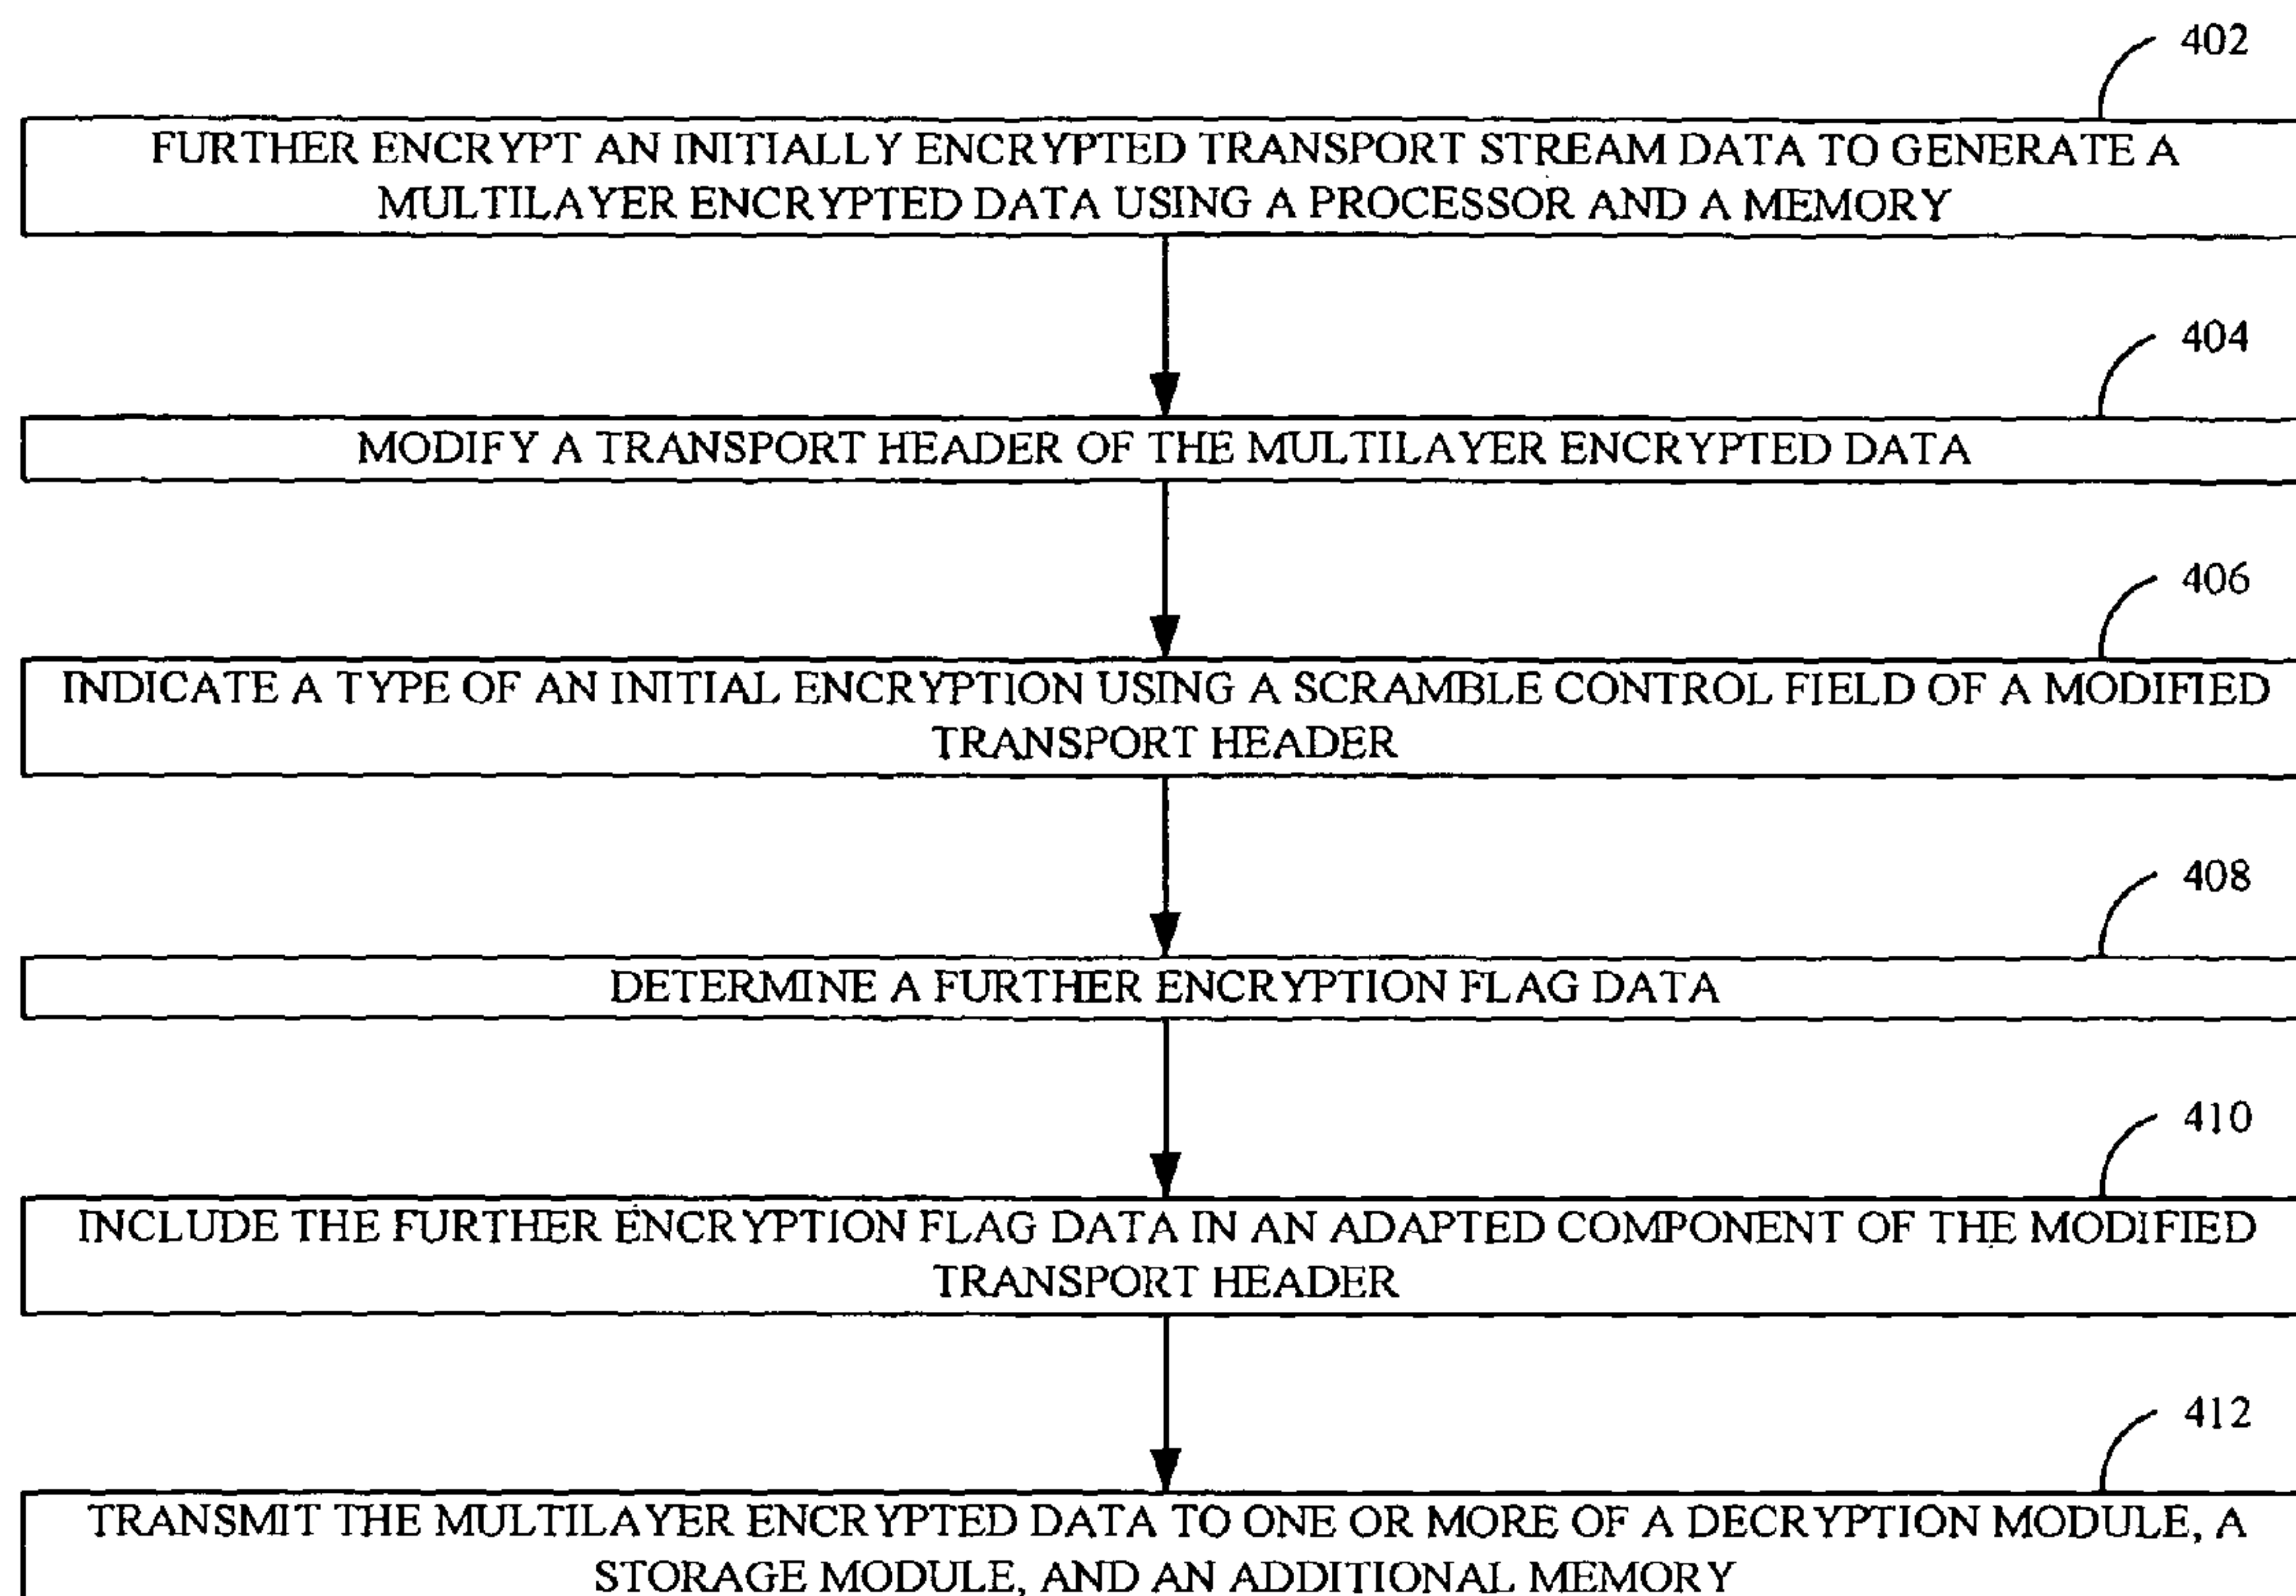 402
FURTHER ENCRYPT AN INITIALLY ENCRYPTED TRANSPORT STREAM DATA TO GENERATE A
MULTILAYER ENCRYPTED DATA USING A PROCESSOR AND A MEMORY
404
MODIFY A TRANSPORT HEADER OF THE MULTILAYER ENCRYPTED DATA
406
INDICATE A TYPE OF AN INITIAL ENCRYPTION USING A SCRAMBLE CONTROL FIELD OF A MODIFIED
TRANSPORT HEADER
408
DETERMINE A FURTHER ENCRYPTION FLAG DATA
410
INCLUDE THE FURTHER ENCRYPTION FLAG DATA IN AN ADAPTED COMPONENT OF THE MODIFIED
TRANSPORT HEADER
412
TRANSMIT THE MULTILAYER ENCRYPTED DATA TO ONE OR MORE OF A DECRYPTION MODULE, A
STORAGE MODULE, AND AN ADDITIONAL MEMORY